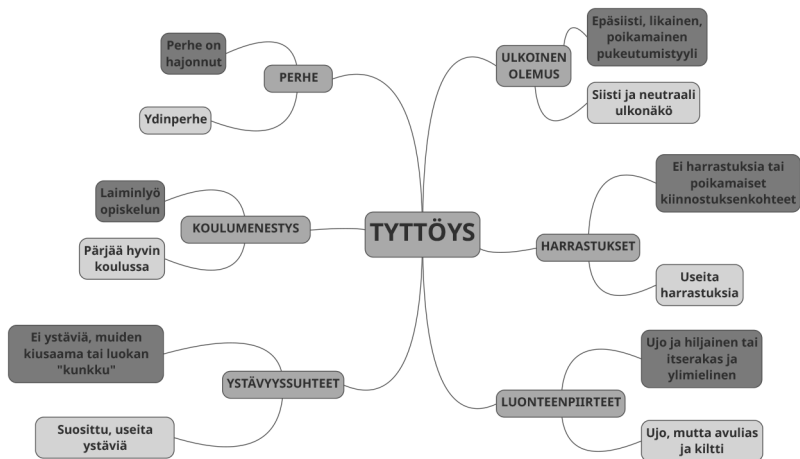 TYTTÖYS
PERHE
Perhe on
hajonnut
Ydinperhe
KOULUMENESTYS
Laiminlyö
opiskelun
Pärjää hyvin
koulussa
YSTÄVYYSSUHTEET
Ei ystäviä, muiden
kiusaama tai luokan
"kunkku"
Suosittu, useita
ystäviä
ULKOINEN
OLEMUS
Epäsiisti, likainen,
poikamainen
pukeutumistyyli
Siisti ja neutraali
ulkonäkö
HARRASTUKSET
Ei harrastuksia tai
poikamaiset
kiinnostuksenkohteet
Useita
harrastuksia
LUONTEENPIIRTEET
Ujo ja hiljainen tai
itserakas ja
ylimielinen
Ujo, mutta avulias
ja kiltti